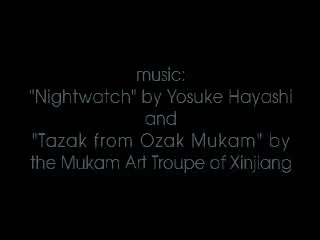 music:
"Nightwatch" by Yosuke Hayashi
and
"Tazak from Ozak Mukam" by
the Mukam Art Troupe of Xinjiang